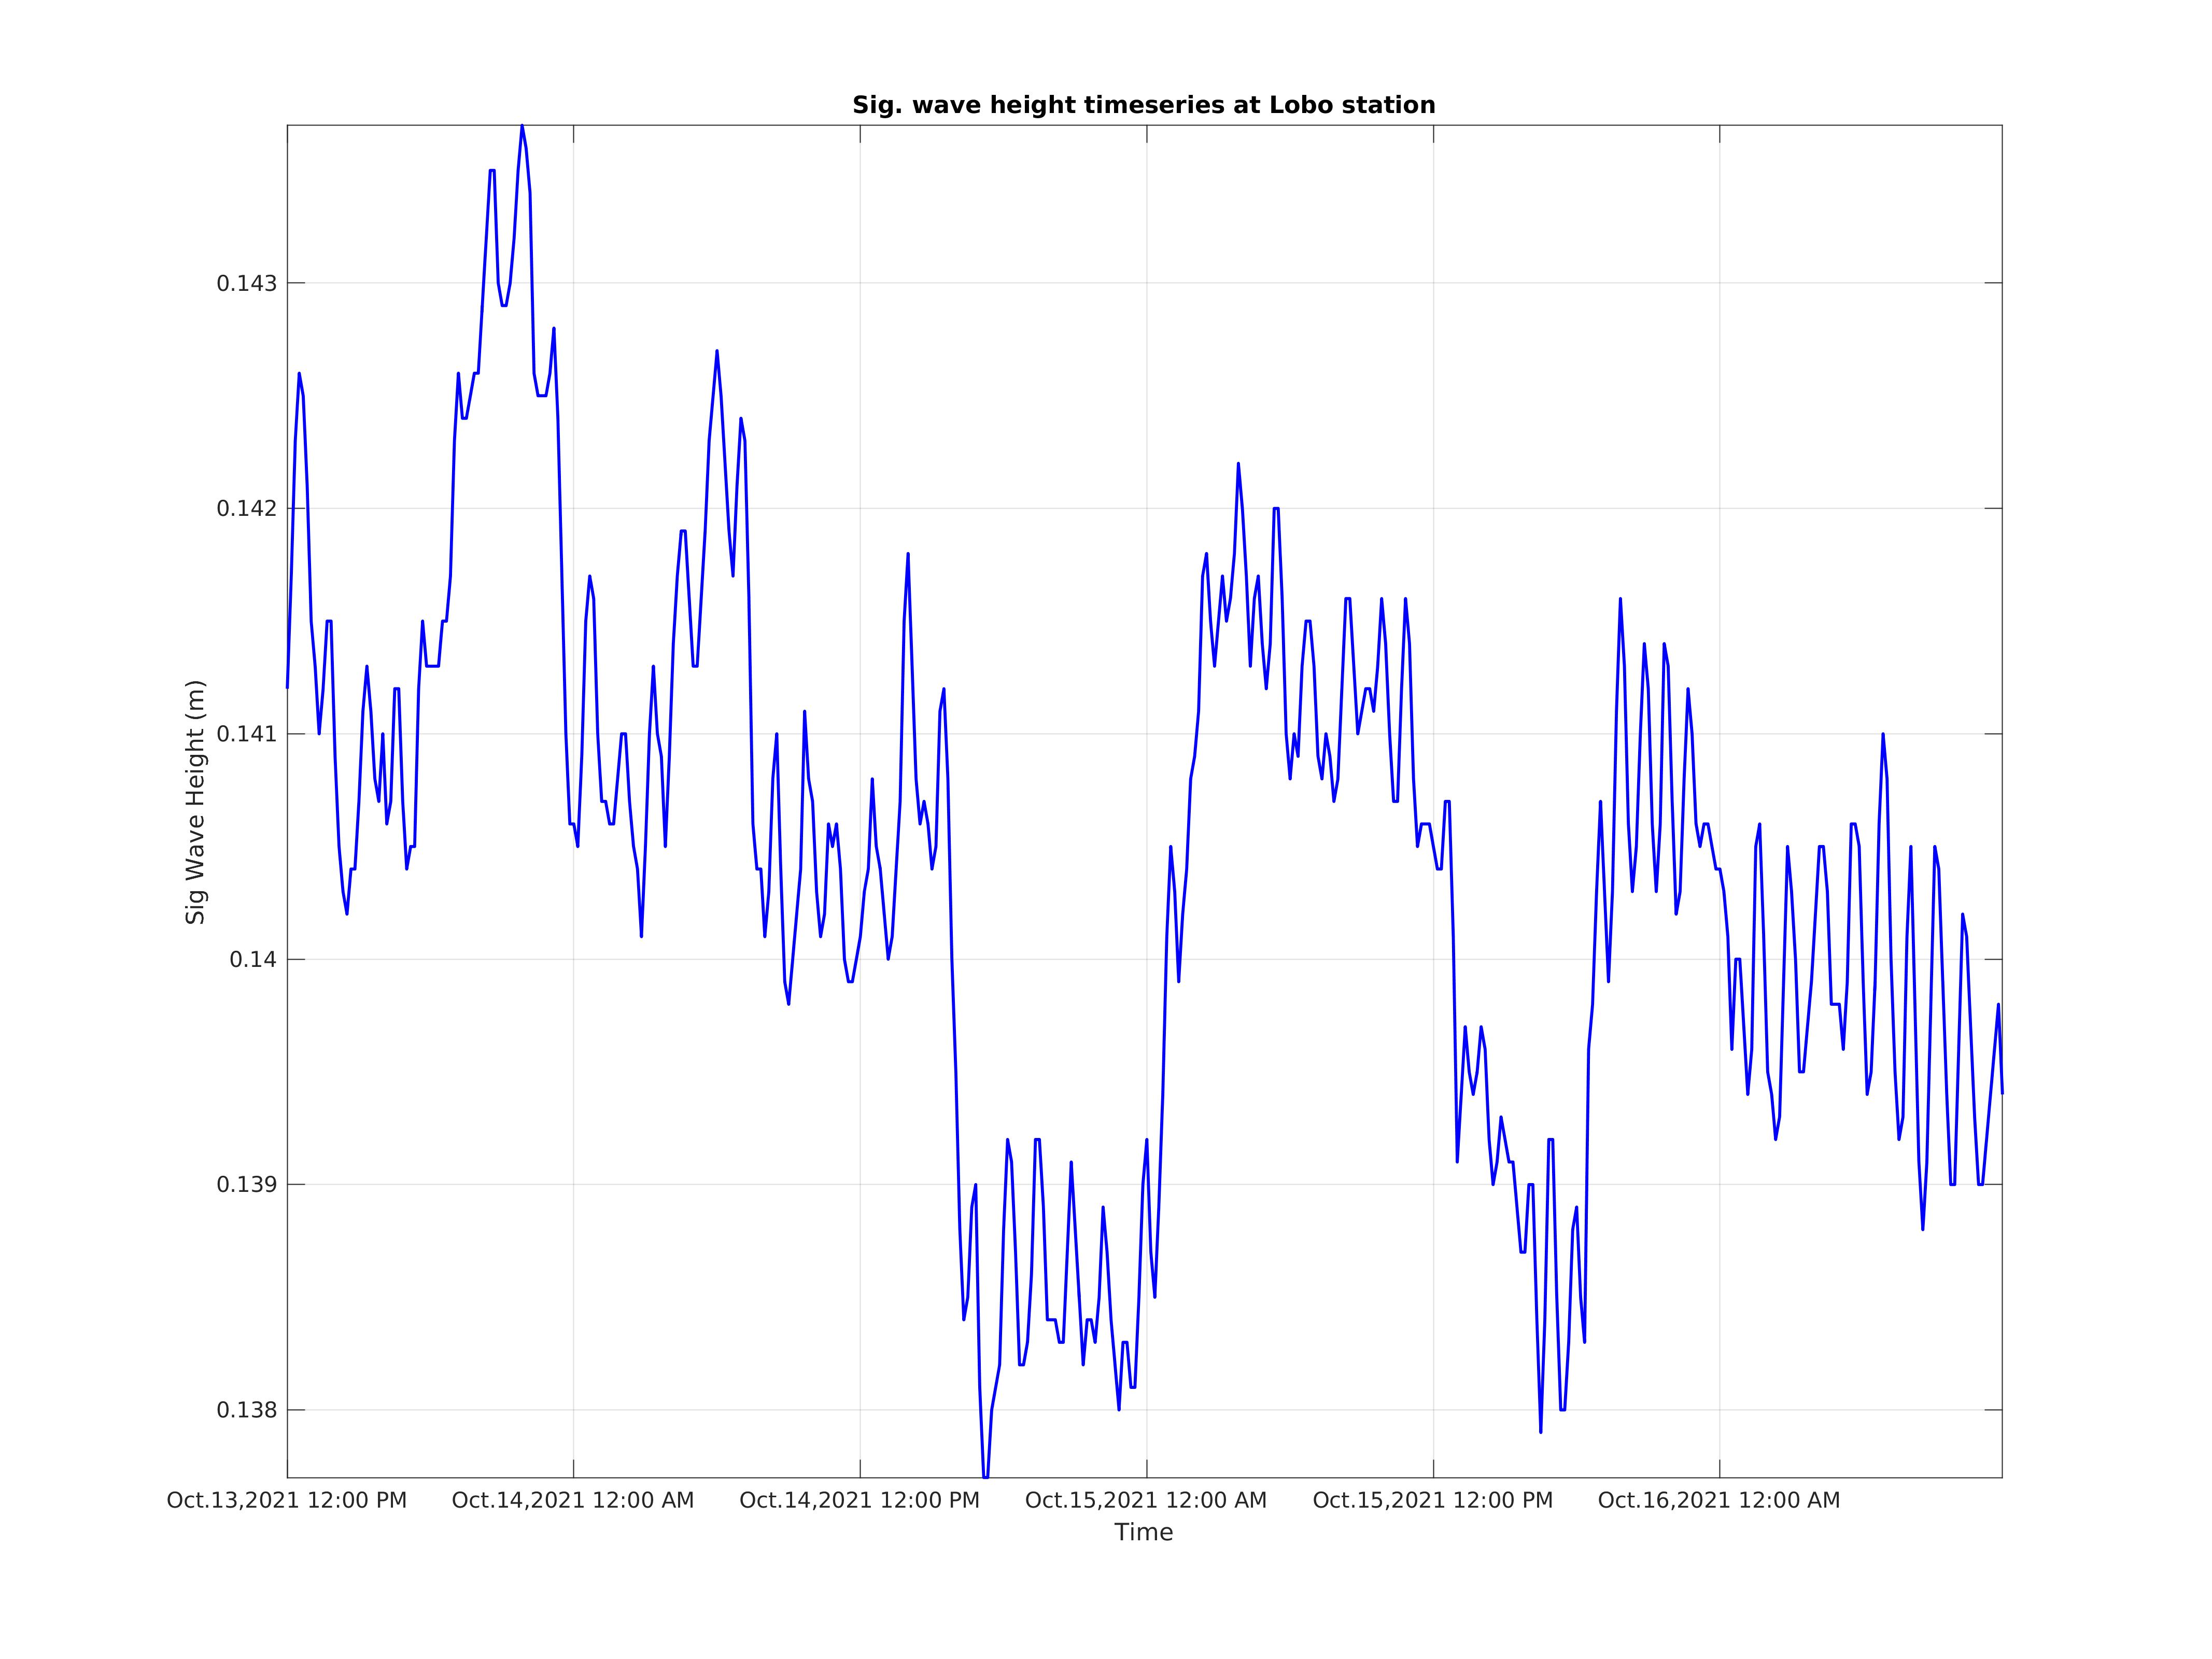 Sig. wave height timeseries at Lobo station
0.143
0.142
0.141
0.14
0.139
0.138
Sig Wave Height (m)
Oct.13,2021 12:00 PM Oct.14,2021 12:00 AM Oct.14,2021 12:00 PM Oct.15,2021 12:00 AM Oct.15,2021 12:00 PM Oct.16,2021 12:00 AM
Time